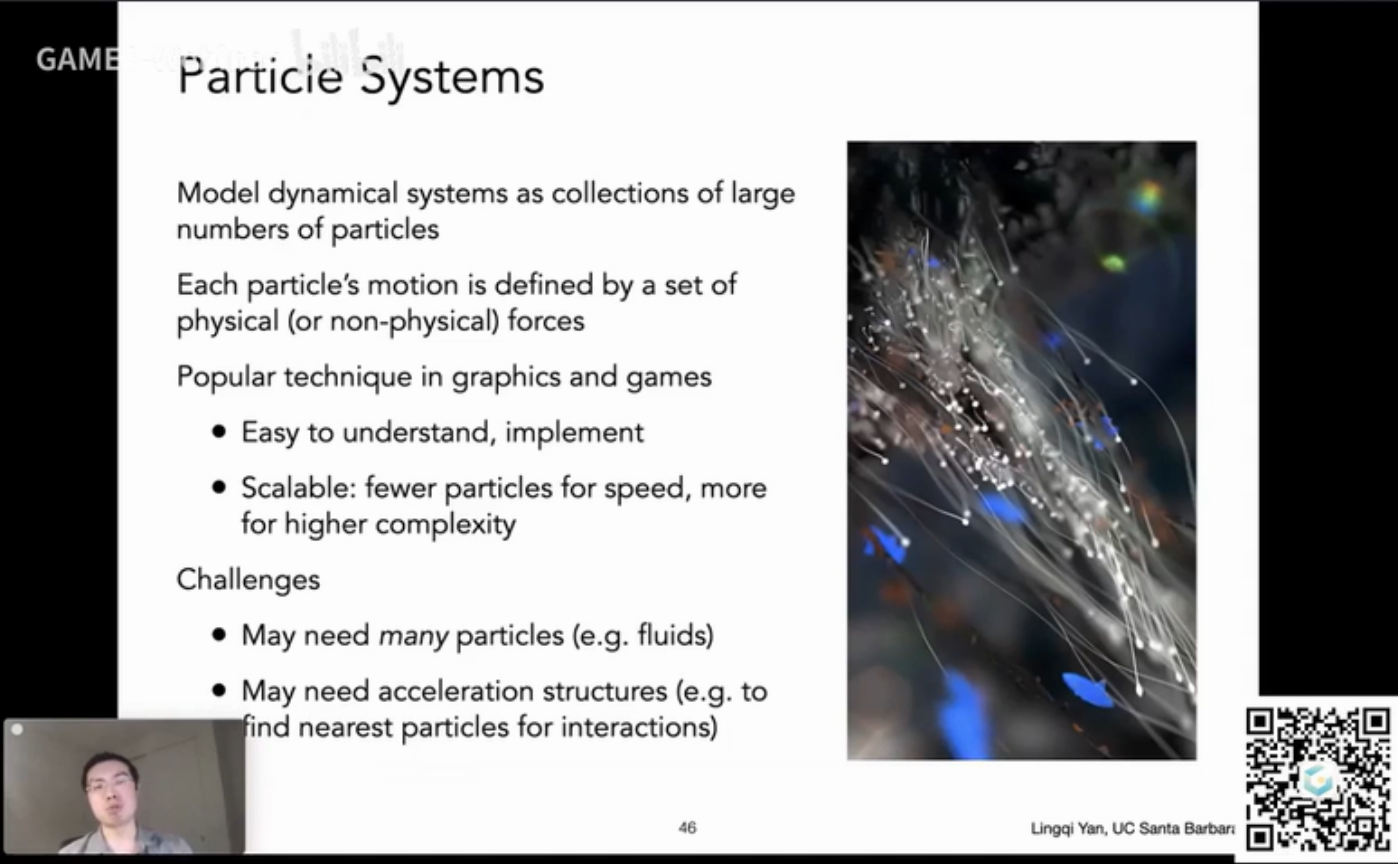 GAME
Particle Systems
Model dynamical systems as collections of large
numbers of particles
Each particle's motion is defined by a set of
physical (or non-physical) forces
Popular technique in graphics and games
● Easy to understand, implement
● Scalable: fewer particles for speed, more
for higher complexity
Challenges
● May need many particles (e.g. fluids)
● May need acceleration structures (e.g. to
find nearest particles for interactions)
46
Lingqi Yan, UC Santa Barbara